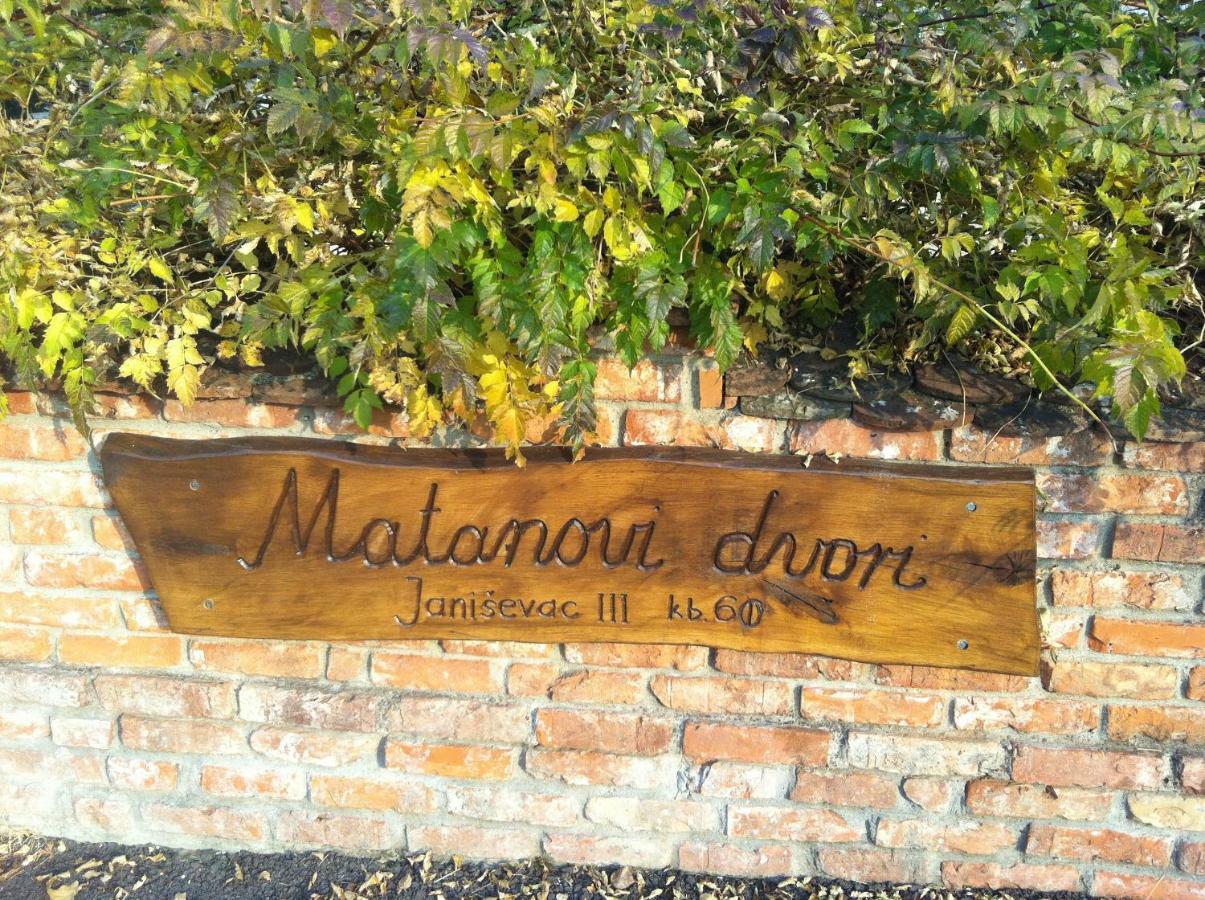 Matanovi dvori
Janiševac III kb. 60